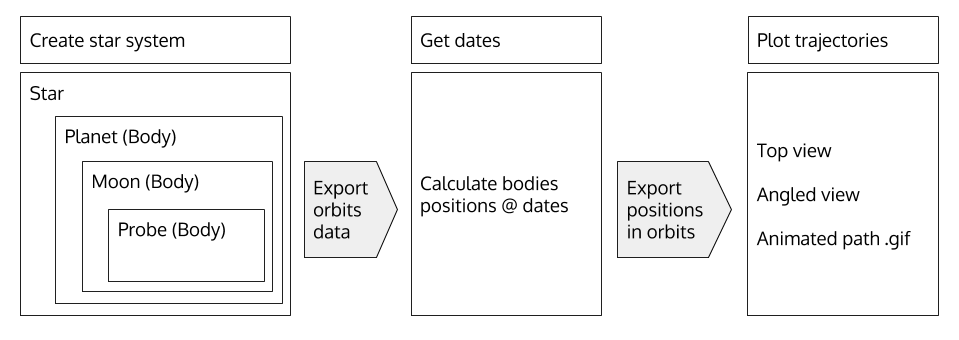 Create star system
Get dates
Plot trajectories
Star
Planet (Body)
Moon (Body)
Probe (Body)
Export
orbits
data
Calculate bodies
positions @ dates
Export
positions
in orbits
Top view
Angled view
Animated path .gif